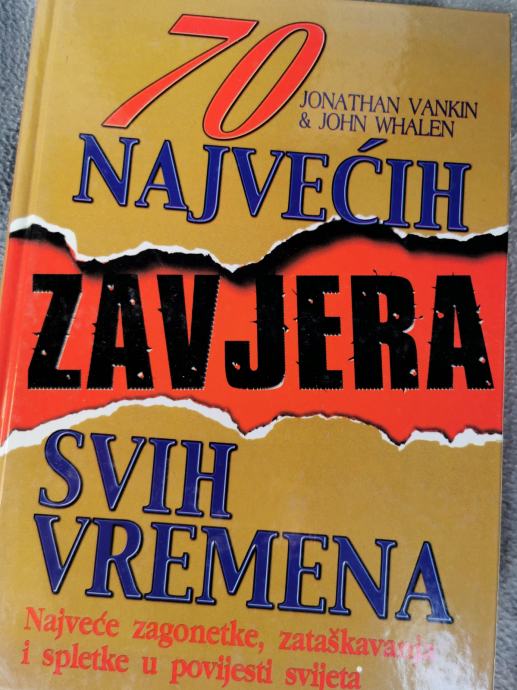 70
JONATHAN VANKIN
& JOHN WHALEN
NAJVEĆIH
ZAVJERA
SVIH
VREMENA
Najveće zagonetke, zataškavanja
i spletke u povijesti svijeta